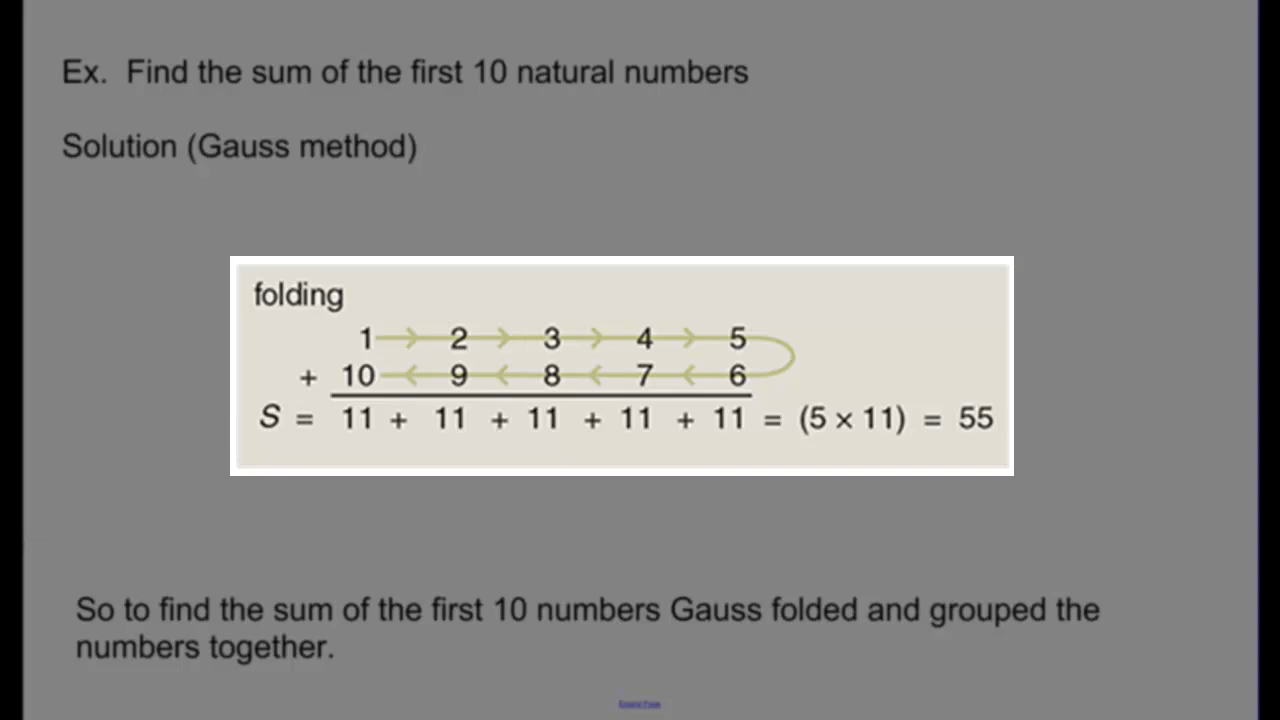 Ex. Find the sum of the first 10 natural numbers
Solution (Gauss method)
folding
1 2 3 4 5
+ 10 9 8 7 6
S = 11 + 11 + 11 + 11 + 11 = (5 × 11) = 55
So to find the sum of the first 10 numbers Gauss folded and grouped the
numbers together.